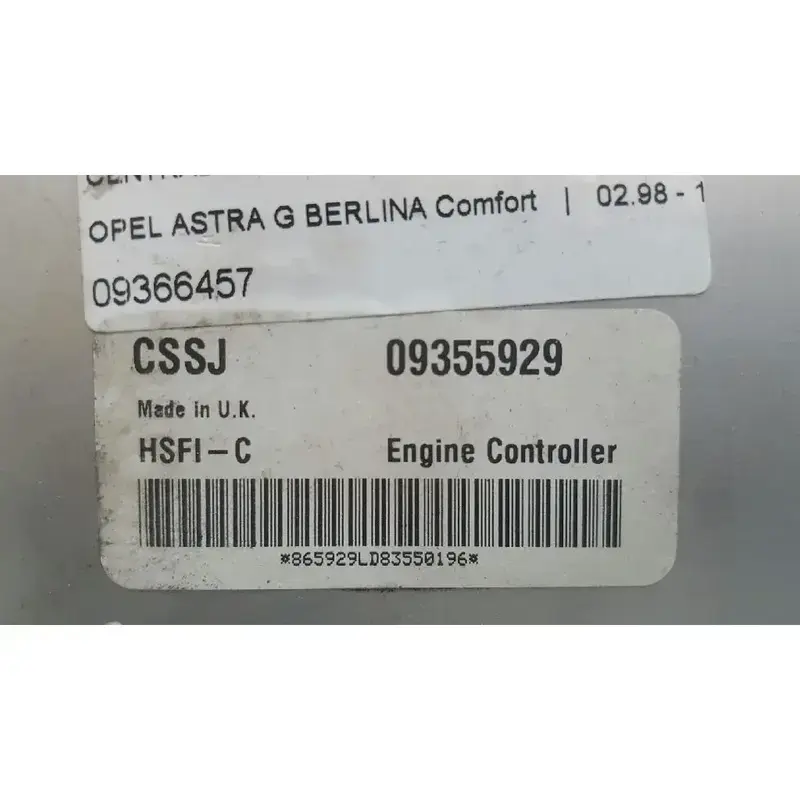 OPEL ASTRA G BERLINA Comfort | 02.98 - 1
09366457
CSSJ 09355929
Made in U.K.
HSFI-C Engine Controller
*865929LD83550196*